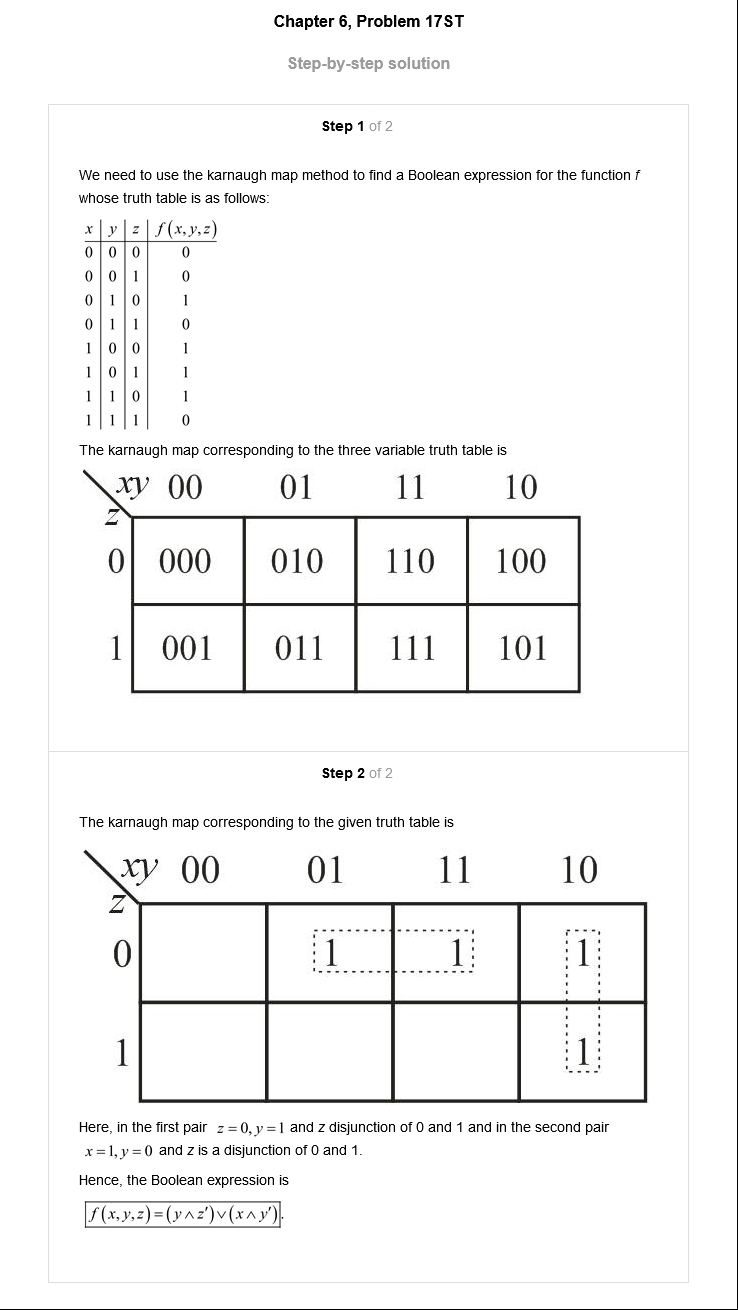 Chapter 6, Problem 17ST
Step-by-step solution
Step 1 of 2
We need to use the karnaugh map method to find a Boolean expression for the function f
whose truth table is as follows:
x y z f(x,y,z)
0 0 0 0
0 0 1 0
0 1 0 1
0 1 1 0
1 0 0 1
1 0 1 1
1 1 0 1
1 1 1 0
The karnaugh map corresponding to the three variable truth table is
xy 00 01 11 10
z
0 000 010 110 100
1 001 011 111 101
Step 2 of 2
The karnaugh map corresponding to the given truth table is
xy 00 01 11 10
z
0 1 1 1
1 1
Here, in the first pair z = 0, y = 1 and z disjunction of 0 and 1 and in the second pair
x = 1, y = 0 and z is a disjunction of 0 and 1.
Hence, the Boolean expression is
f(x,y,z)=(y∧z′)∨(x∧y′).